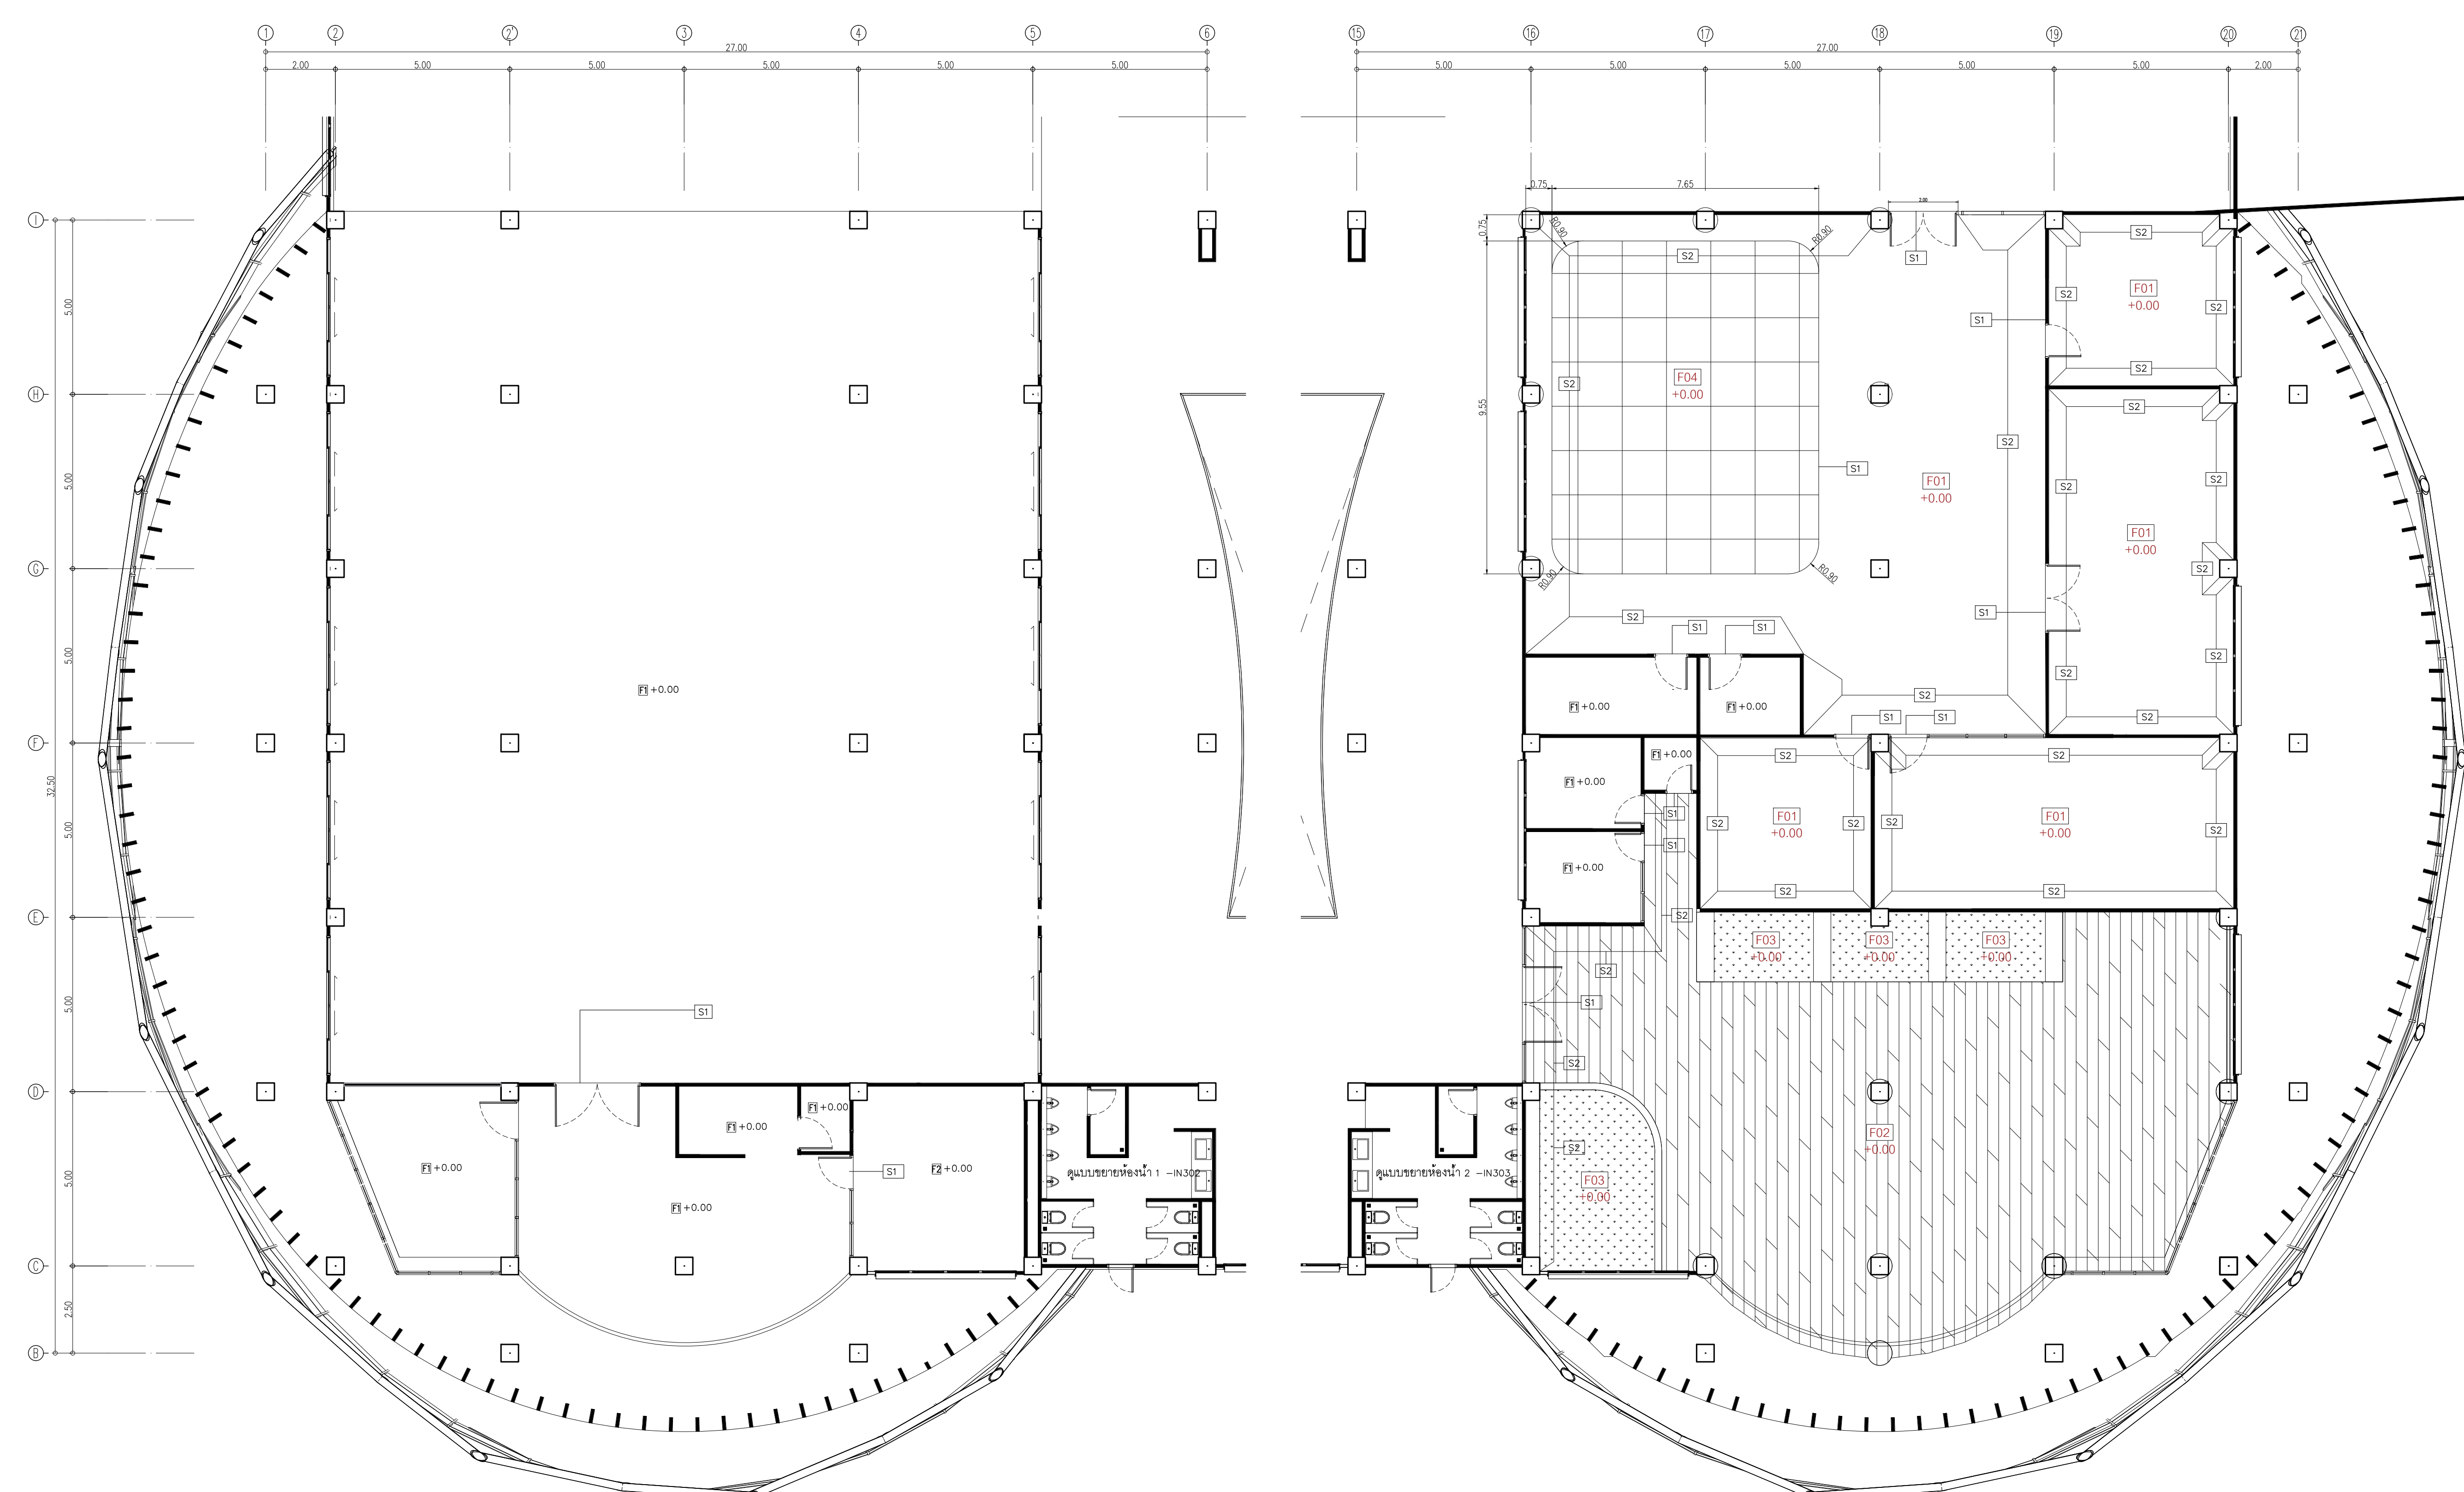 1 2 2' 3 4 5 6 15 16 17 18 19 20 21
27.00 27.00
2.00 5.00 5.00 5.00 5.00 5.00 5.00 5.00 5.00 5.00 5.00 2.00
0.75 7.65 2.00
I
0.75
R0.90 R0.90
S2 S1 S2
5.00
S2 F01 S2
+0.00
S1
S2
H
F04
+0.00
S2
9.55
S2
S2
S1
F01
+0.00
5.00
S2 S2
F01
+0.00
G
R0.90 R0.90
S2
S1
S2
S1 S1
5.00
S2
S2
F1 +0.00
S2
F1 +0.00 F1 +0.00
S1 S1
S2
F
32.50
F1 +0.00
S2 S2
F1 +0.00
S1
F01
+0.00
F01
+0.00
5.00
S2 S2 S2 S2
S1
F1 +0.00
S2 S2
E
S2
F03 F03 F03
+0.00 +0.00 +0.00
S2
5.00
S1 S1
S2
D
F1 +0.00
F1 +0.00
F02
+0.00
S2
5.00
F1 +0.00 S1 F2 +0.00
ดูแบบขยายห้องน้ำ 1 -IN302 ดูแบบขยายห้องน้ำ 2 -IN303
F03
+0.00
F1 +0.00
C
2.50
B